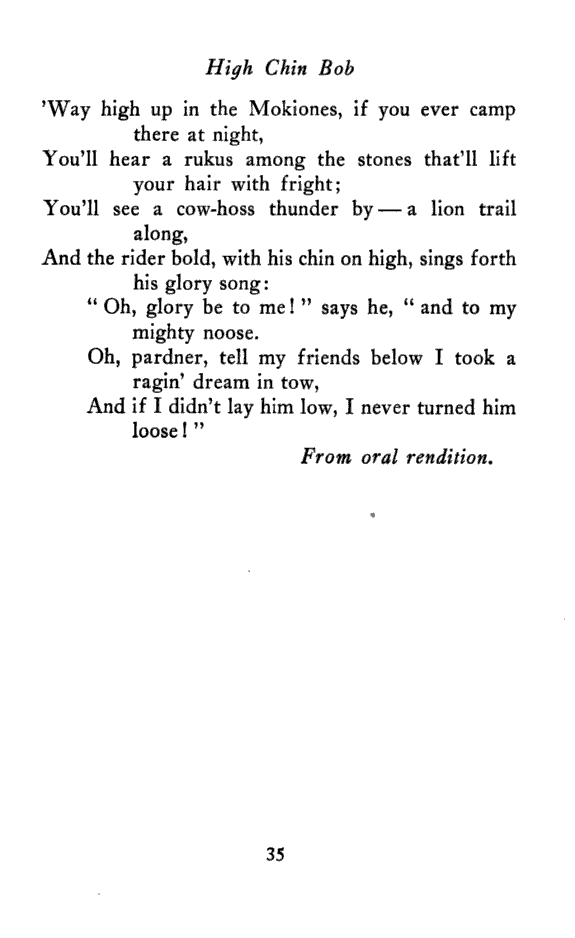 High Chin Bob
'Way high up in the Mokiones, if you ever camp
there at night,
You'll hear a rukus among the stones that'll lift
your hair with fright;
You'll see a cow-hoss thunder by — a lion trail
along,
And the rider bold, with his chin on high, sings forth
his glory song:
" Oh, glory be to me! " says he, " and to my
mighty noose.
Oh, pardner, tell my friends below I took a
ragin' dream in tow,
And if I didn't lay him low, I never turned him
loose! "
From oral rendition.
35